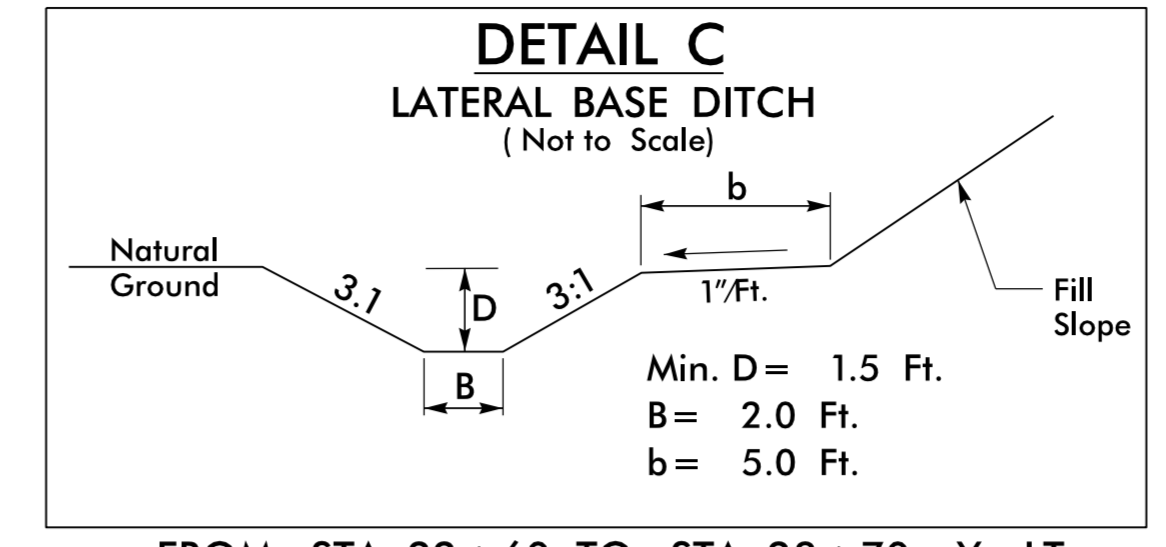 DETAIL C
LATERAL BASE DITCH
( Not to Scale)
b
Natural
Ground
3.1
D
3:1
1"/Ft.
Fill
Slope
B
Min. D= 1.5 Ft.
B= 2.0 Ft.
b= 5.0 Ft.